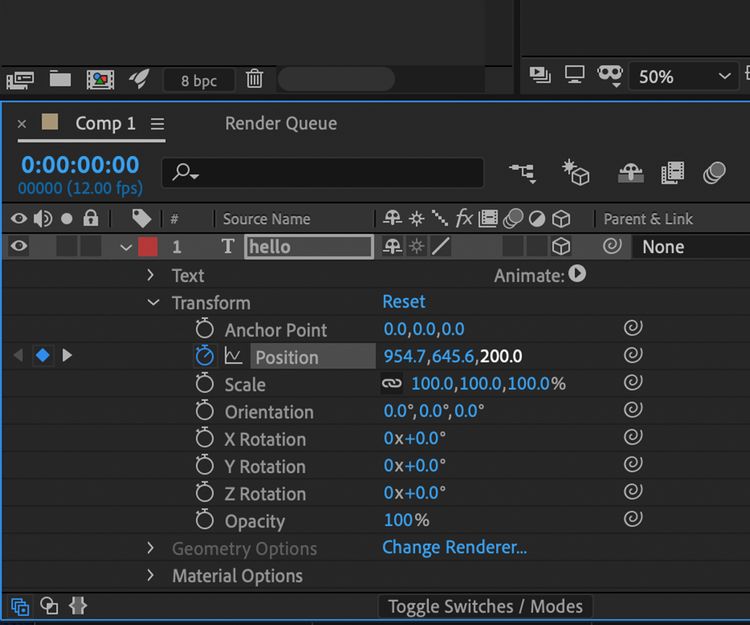 8 bpc
50%
× Comp 1 Render Queue
0:00:00:00
00000 (12.00 fps)
# Source Name fx Parent & Link
1 T hello None
Text Animate:
Transform Reset
Anchor Point 0.0,0.0,0.0
Position 954.7,645.6,200.0
Scale 100.0,100.0,100.0%
Orientation 0.0°,0.0°,0.0°
X Rotation 0x+0.0°
Y Rotation 0x+0.0°
Z Rotation 0x+0.0°
Opacity 100%
Geometry Options Change Renderer...
Material Options
Toggle Switches / Modes